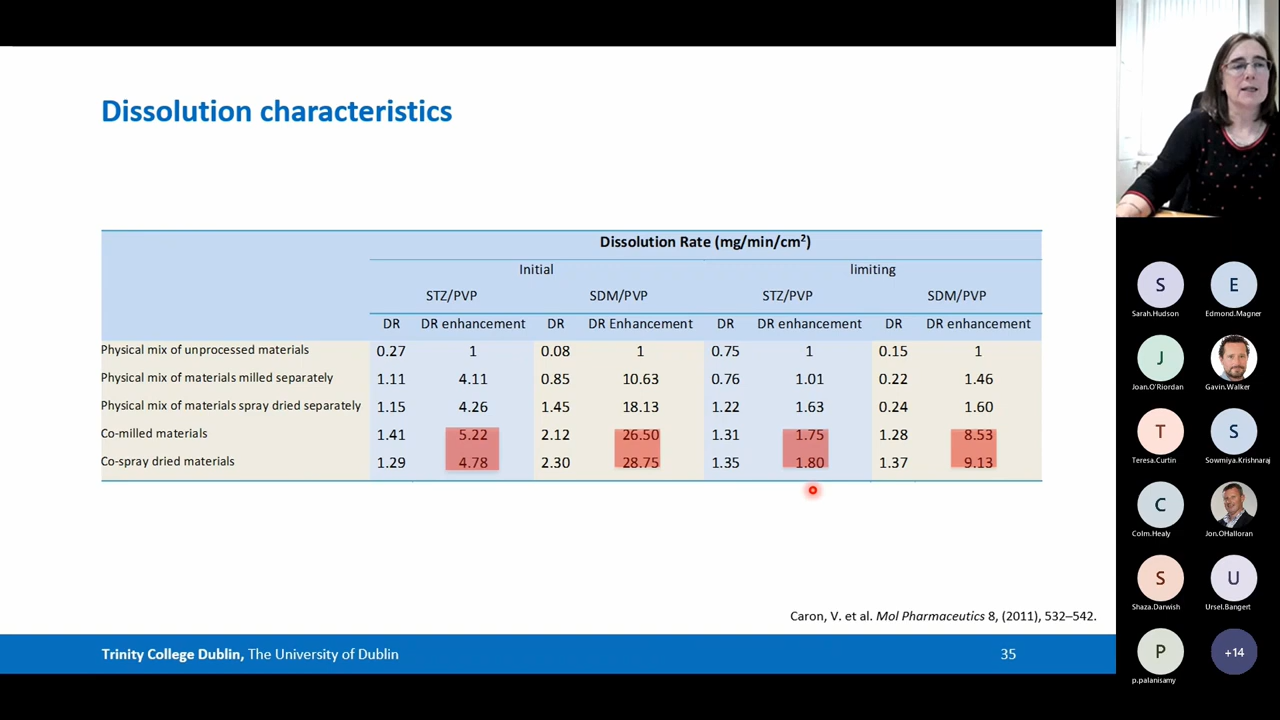 Dissolution characteristics
Dissolution Rate (mg/min/cm²)
Initial limiting
STZ/PVP SDM/PVP STZ/PVP SDM/PVP
DR DR enhancement DR DR Enhancement DR DR enhancement DR DR enhancement
Physical mix of unprocessed materials 0.27 1 0.08 1 0.75 1 0.15 1
Physical mix of materials milled separately 1.11 4.11 0.85 10.63 0.76 1.01 0.22 1.46
Physical mix of materials spray dried separately 1.15 4.26 1.45 18.13 1.22 1.63 0.24 1.60
Co-milled materials 1.41 5.22 2.12 26.50 1.31 1.75 1.28 8.53
Co-spray dried materials 1.29 4.78 2.30 28.75 1.35 1.80 1.37 9.13
Caron, V. et al. Mol Pharmaceutics 8, (2011), 532–542.
Trinity College Dublin, The University of Dublin 35
S E
Sarah.Hudson Edmond.Magner
J
Joan.O'Riordan Gavin.Walker
T S
Teresa.Curtin Sowmiya.Krishnaraj
C
Colm.Healy Jon.OHalloran
S U
Shaza.Darwish Ursel.Bangert
P +14
p.palanisamy